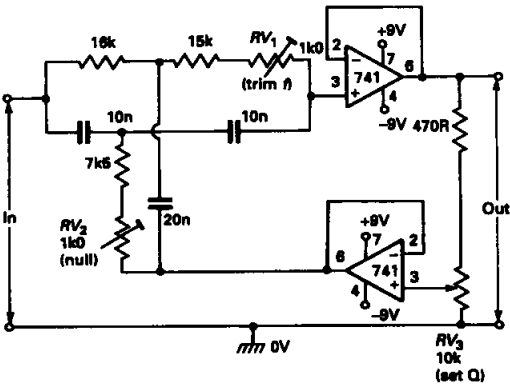 16k
15k
RV1
1k0
(trim f)
2
+9V
7
6
741
3
4
-9V
470R
10n
10n
7k5
RV2
1k0
(null)
20n
In
Out
+9V
6
7
2
741
3
4
-9V
RV3
10k
(set Q)
0V